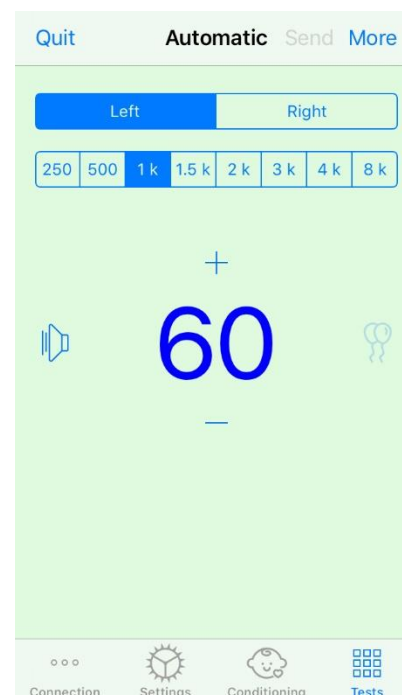 Quit Automatic Send More
Left Right
250 500 1 k 1.5 k 2 k 3 k 4 k 8 k
+
60
−
Connection Settings Conditioning Tests